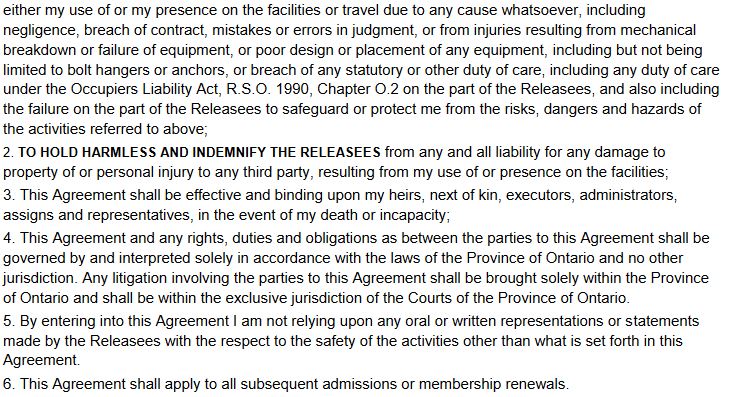 either my use of or my presence on the facilities or travel due to any cause whatsoever, including
negligence, breach of contract, mistakes or errors in judgment, or from injuries resulting from mechanical
breakdown or failure of equipment, or poor design or placement of any equipment, including but not being
limited to bolt hangers or anchors, or breach of any statutory or other duty of care, including any duty of care
under the Occupiers Liability Act, R.S.O. 1990, Chapter O.2 on the part of the Releasees, and also including
the failure on the part of the Releasees to safeguard or protect me from the risks, dangers and hazards of
the activities referred to above;
2. TO HOLD HARMLESS AND INDEMNIFY THE RELEASEES from any and all liability for any damage to
property of or personal injury to any third party, resulting from my use of or presence on the facilities;
3. This Agreement shall be effective and binding upon my heirs, next of kin, executors, administrators,
assigns and representatives, in the event of my death or incapacity;
4. This Agreement and any rights, duties and obligations as between the parties to this Agreement shall be
governed by and interpreted solely in accordance with the laws of the Province of Ontario and no other
jurisdiction. Any litigation involving the parties to this Agreement shall be brought solely within the Province
of Ontario and shall be within the exclusive jurisdiction of the Courts of the Province of Ontario.
5. By entering into this Agreement I am not relying upon any oral or written representations or statements
made by the Releasees with the respect to the safety of the activities other than what is set forth in this
Agreement.
6. This Agreement shall apply to all subsequent admissions or membership renewals.